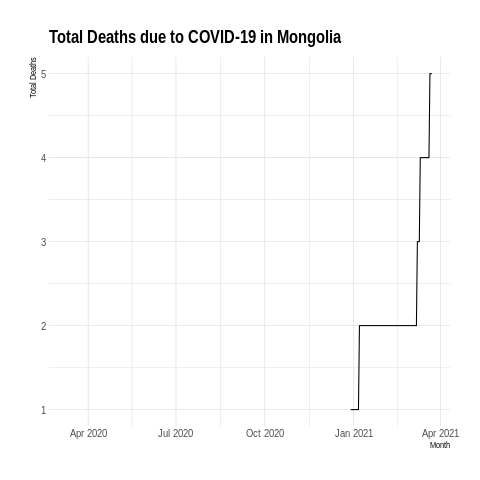 Total Deaths due to COVID-19 in Mongolia
Total Deaths
5
4
3
2
1
Apr 2020
Jul 2020
Oct 2020
Jan 2021
Apr 2021
Month